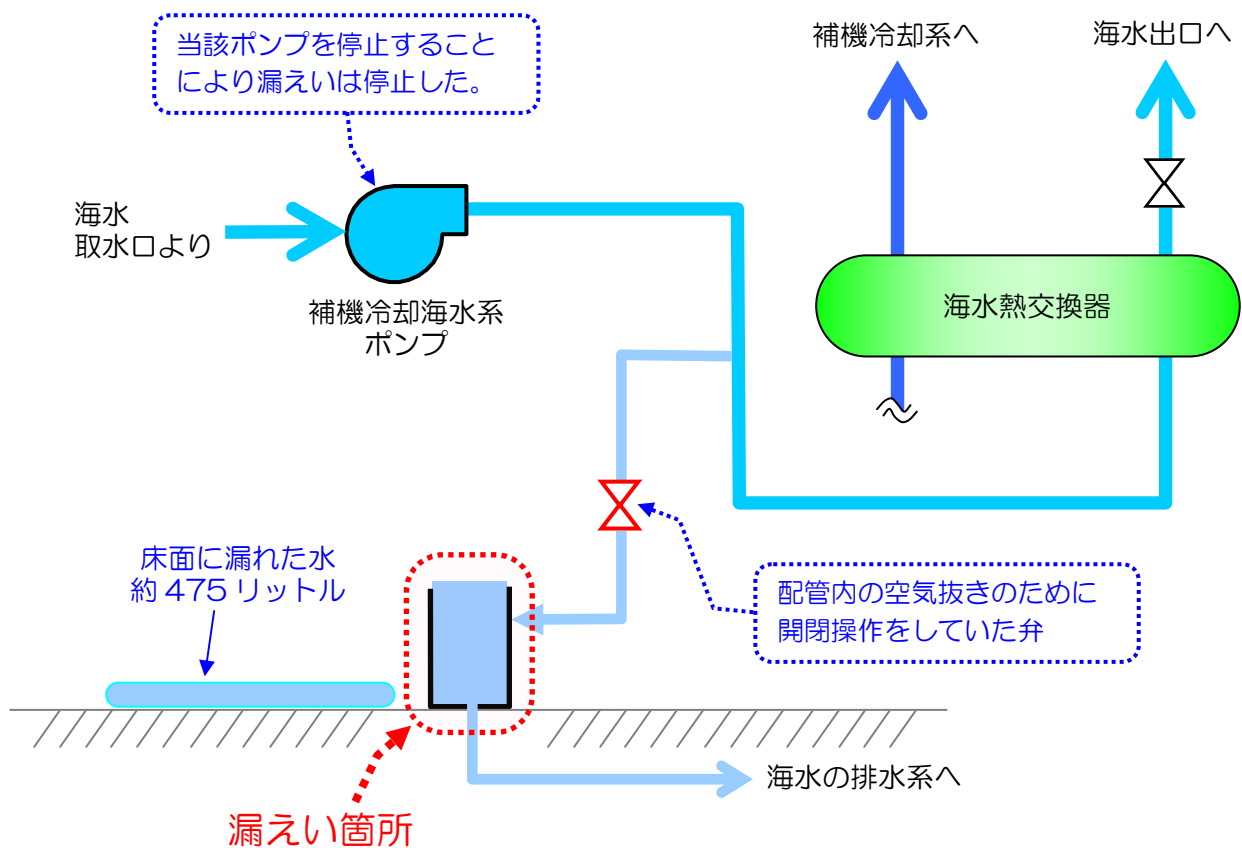 当該ポンプを停止すること
により漏えいは停止した。
補機冷却系へ
海水出口へ
海水
取水口より
補機冷却海水系
ポンプ
海水熱交換器
床面に漏れた水
約 475 リットル
配管内の空気抜きのために
開閉操作をしていた弁
海水の排水系へ
漏えい箇所